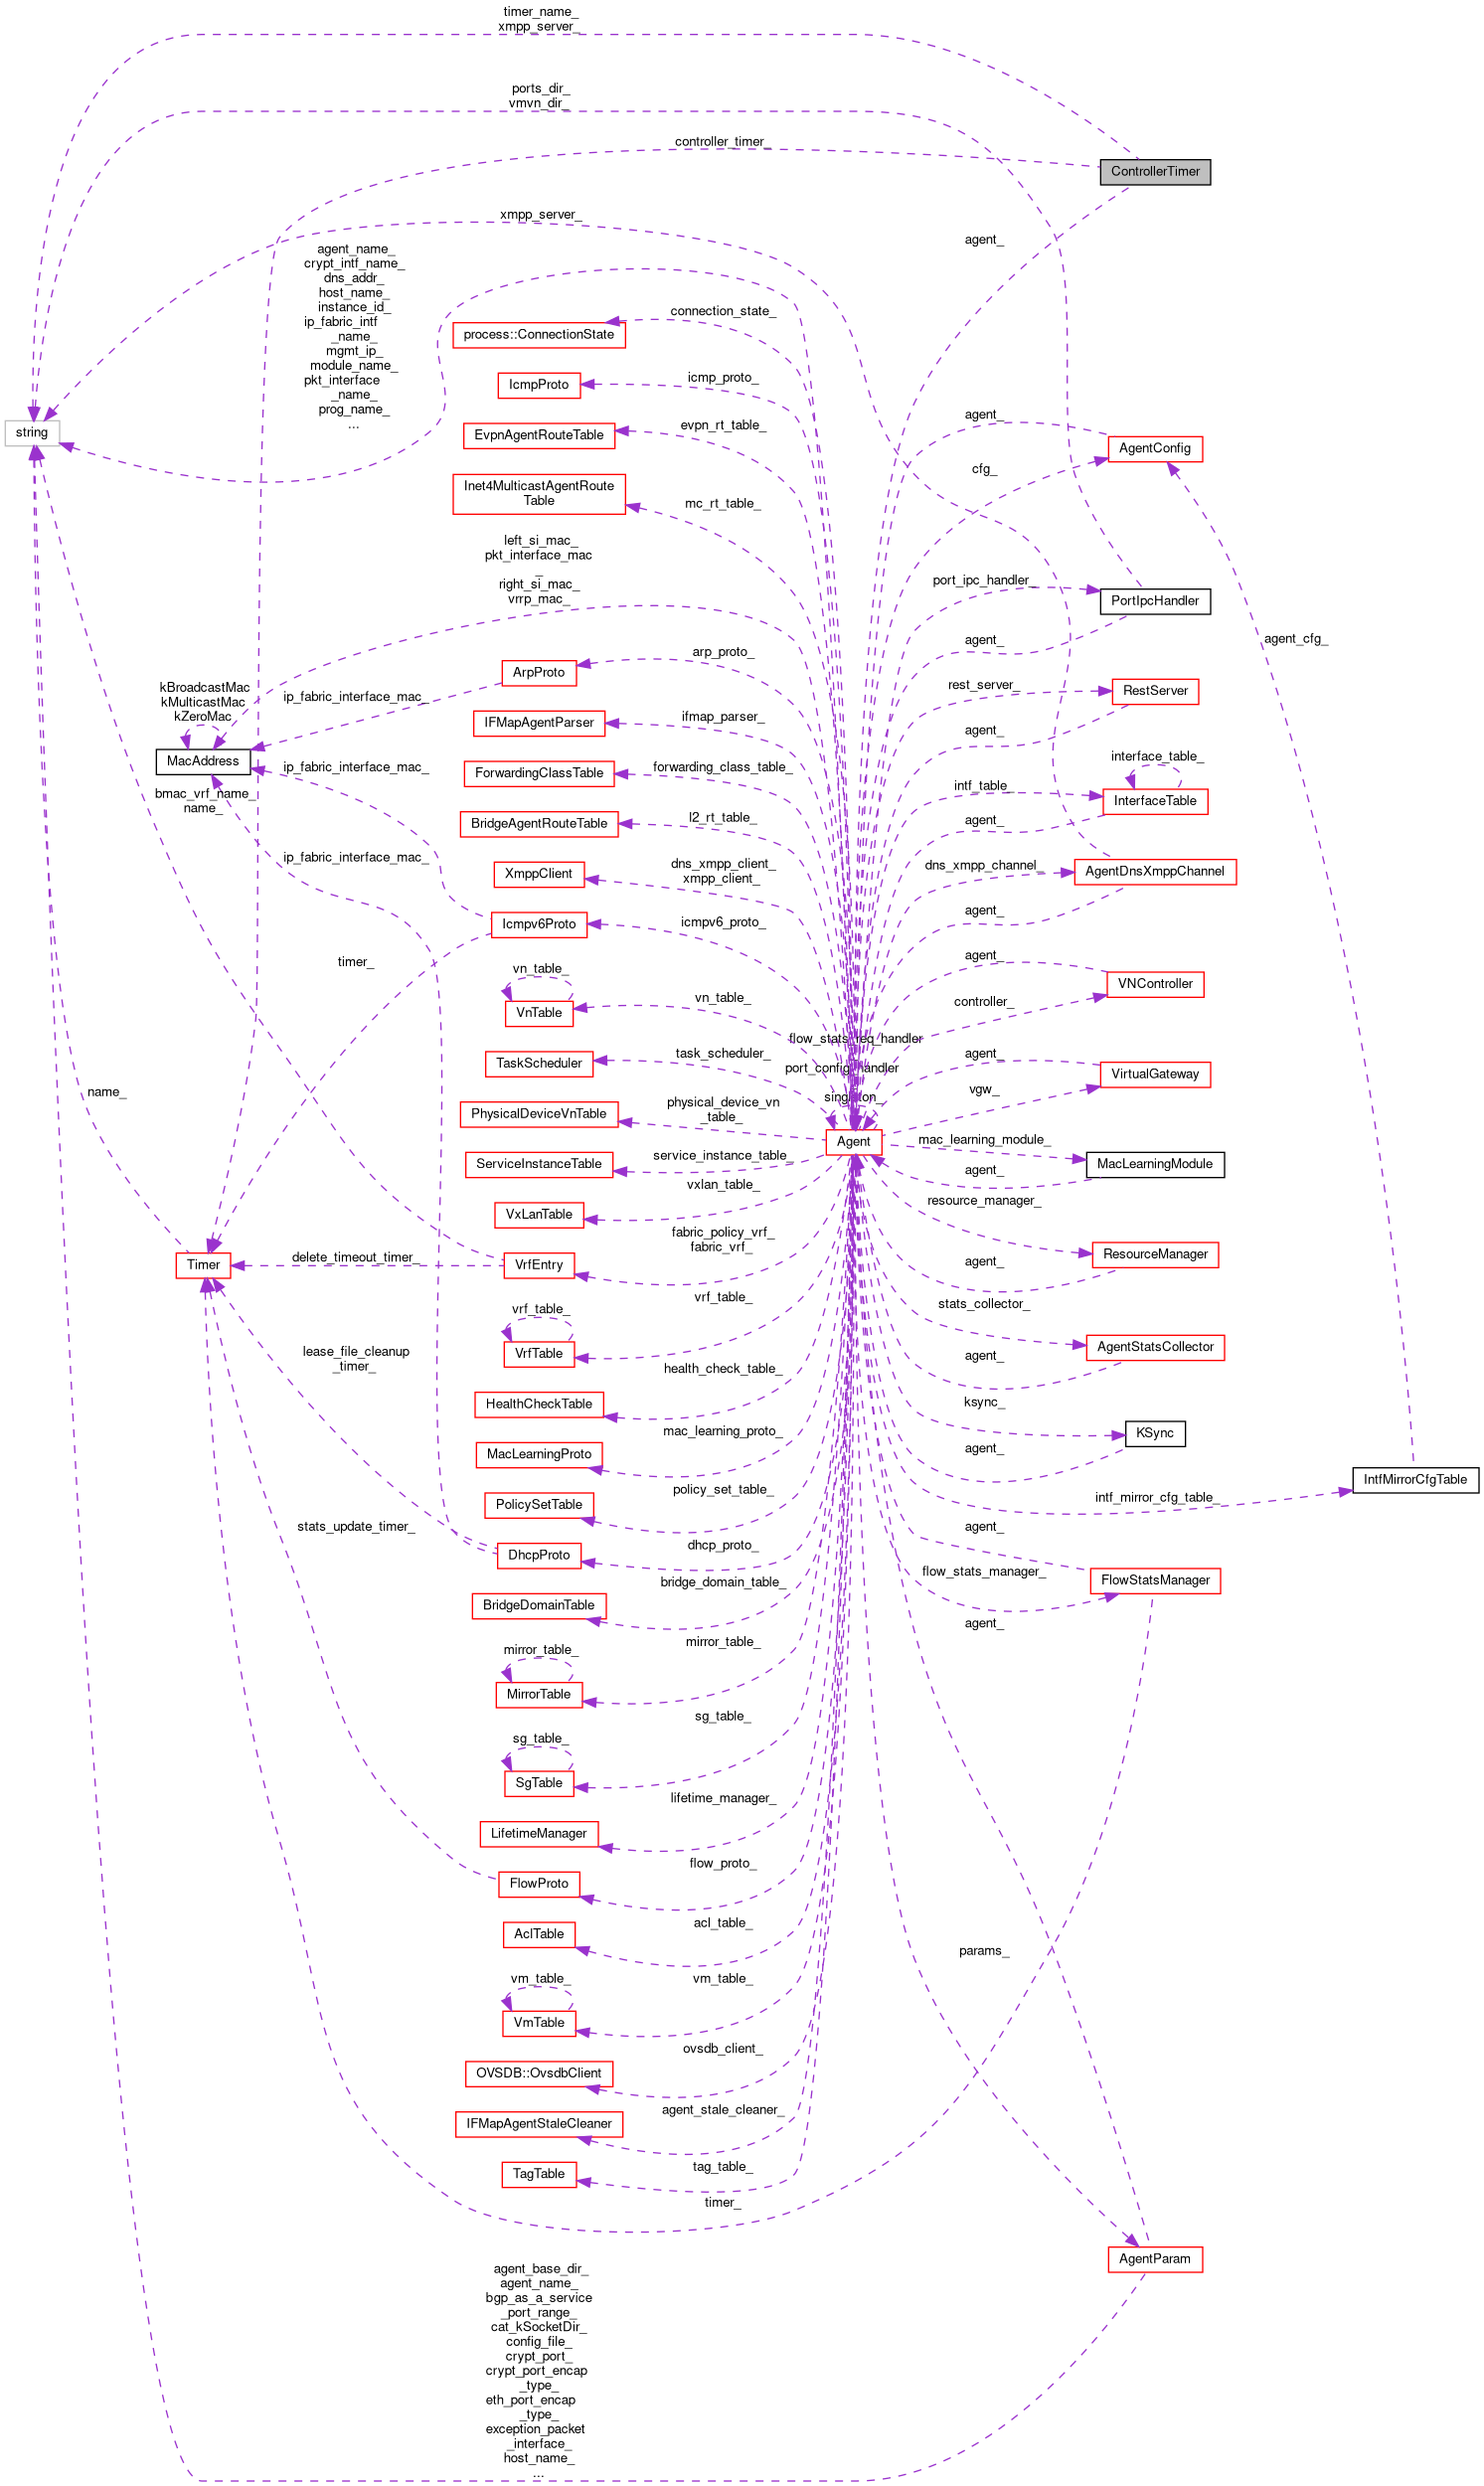 timer_name_
xmpp_server_
ports_dir_
vmvn_dir_
controller_timer_
ControllerTimer
xmpp_server_
agent_
agent_name_
crypt_intf_name_
dns_addr_
host_name_
instance_id_
ip_fabric_intf
_name_
mgmt_ip_
module_name_
pkt_interface
_name_
prog_name_
...
connection_state_
process::ConnectionState
icmp_proto_
IcmpProto
string
evpn_rt_table_
EvpnAgentRouteTable
agent_
AgentConfig
cfg_
Inet4MulticastAgentRoute
Table
mc_rt_table_
left_si_mac_
pkt_interface_mac
_
right_si_mac_
vrrp_mac_
port_ipc_handler_
PortIpcHandler
agent_
agent_cfg_
arp_proto_
ArpProto
kBroadcastMac
kMulticastMac
kZeroMac
ip_fabric_interface_mac_
rest_server_
RestServer
agent_
ifmap_parser_
IFMapAgentParser
MacAddress
ip_fabric_interface_mac_
forwarding_class_table_
ForwardingClassTable
interface_table_
intf_table_
InterfaceTable
agent_
bmac_vrf_name_
name_
l2_rt_table_
BridgeAgentRouteTable
ip_fabric_interface_mac_
dns_xmpp_client_
xmpp_client_
XmppClient
dns_xmpp_channel_
AgentDnsXmppChannel
agent_
icmpv6_proto_
Icmpv6Proto
timer_
vn_table_
VnTable
vn_table_
agent_
VNController
controller_
flow_stats_req_handler
task_scheduler_
TaskScheduler
port_config_handler
agent_
VirtualGateway
vgw_
name_
physical_device_vn
_table_
PhysicalDeviceVnTable
singleton_
Agent
mac_learning_module_
MacLearningModule
agent_
service_instance_table_
ServiceInstanceTable
vxlan_table_
VxLanTable
resource_manager_
ResourceManager
agent_
fabric_policy_vrf_
fabric_vrf_
VrfEntry
delete_timeout_timer_
Timer
vrf_table_
vrf_table_
VrfTable
stats_collector_
AgentStatsCollector
agent_
lease_file_cleanup
_timer_
health_check_table_
HealthCheckTable
ksync_
KSync
agent_
mac_learning_proto_
MacLearningProto
IntfMirrorCfgTable
intf_mirror_cfg_table_
policy_set_table_
PolicySetTable
stats_update_timer_
agent_
dhcp_proto_
DhcpProto
flow_stats_manager_
FlowStatsManager
bridge_domain_table_
BridgeDomainTable
agent_
mirror_table_
mirror_table_
MirrorTable
sg_table_
sg_table_
SgTable
lifetime_manager_
LifetimeManager
flow_proto_
FlowProto
acl_table_
AclTable
params_
vm_table_
vm_table_
VmTable
ovsdb_client_
OVSDB::OvsdbClient
agent_stale_cleaner_
IFMapAgentStaleCleaner
tag_table_
TagTable
timer_
AgentParam
agent_base_dir_
agent_name_
bgp_as_a_service
_port_range_
cat_kSocketDir_
config_file_
crypt_port_
crypt_port_encap
_type_
eth_port_encap
_type_
exception_packet
_interface_
host_name_
...